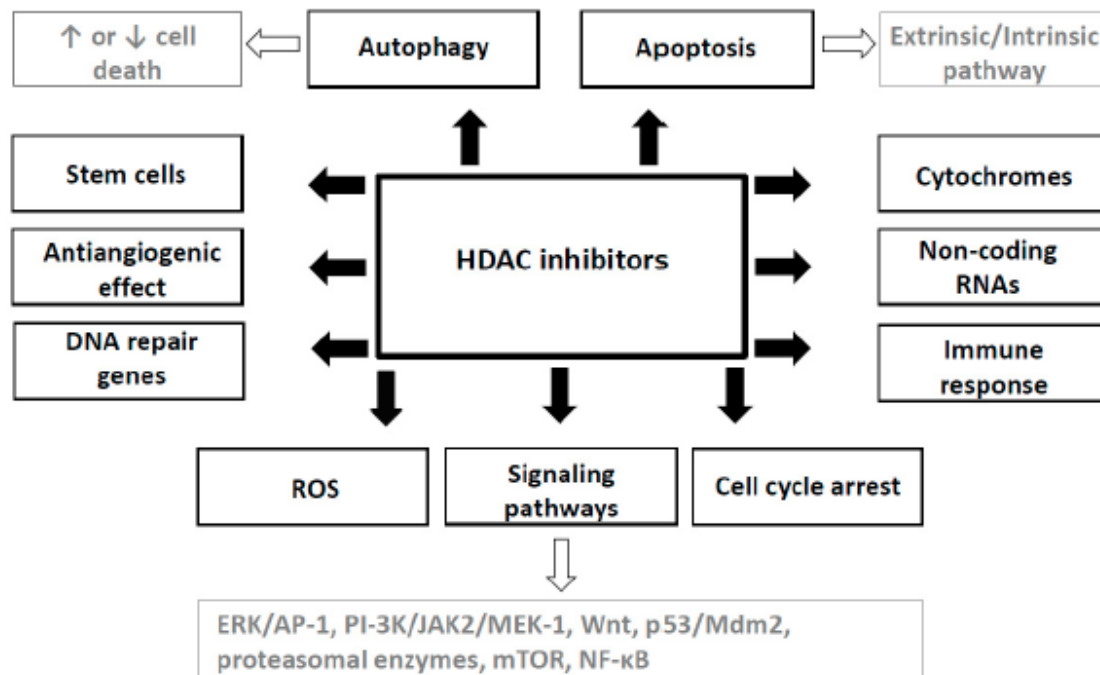 ↑ or ↓ cell
death
Autophagy
Apoptosis
Extrinsic/Intrinsic
pathway
Stem cells
HDAC inhibitors
Cytochromes
Antiangiogenic
effect
Non-coding
RNAs
DNA repair
genes
Immune
response
ROS
Signaling
pathways
Cell cycle arrest
ERK/AP-1, PI-3K/JAK2/MEK-1, Wnt, p53/Mdm2,
proteasomal enzymes, mTOR, NF-κB